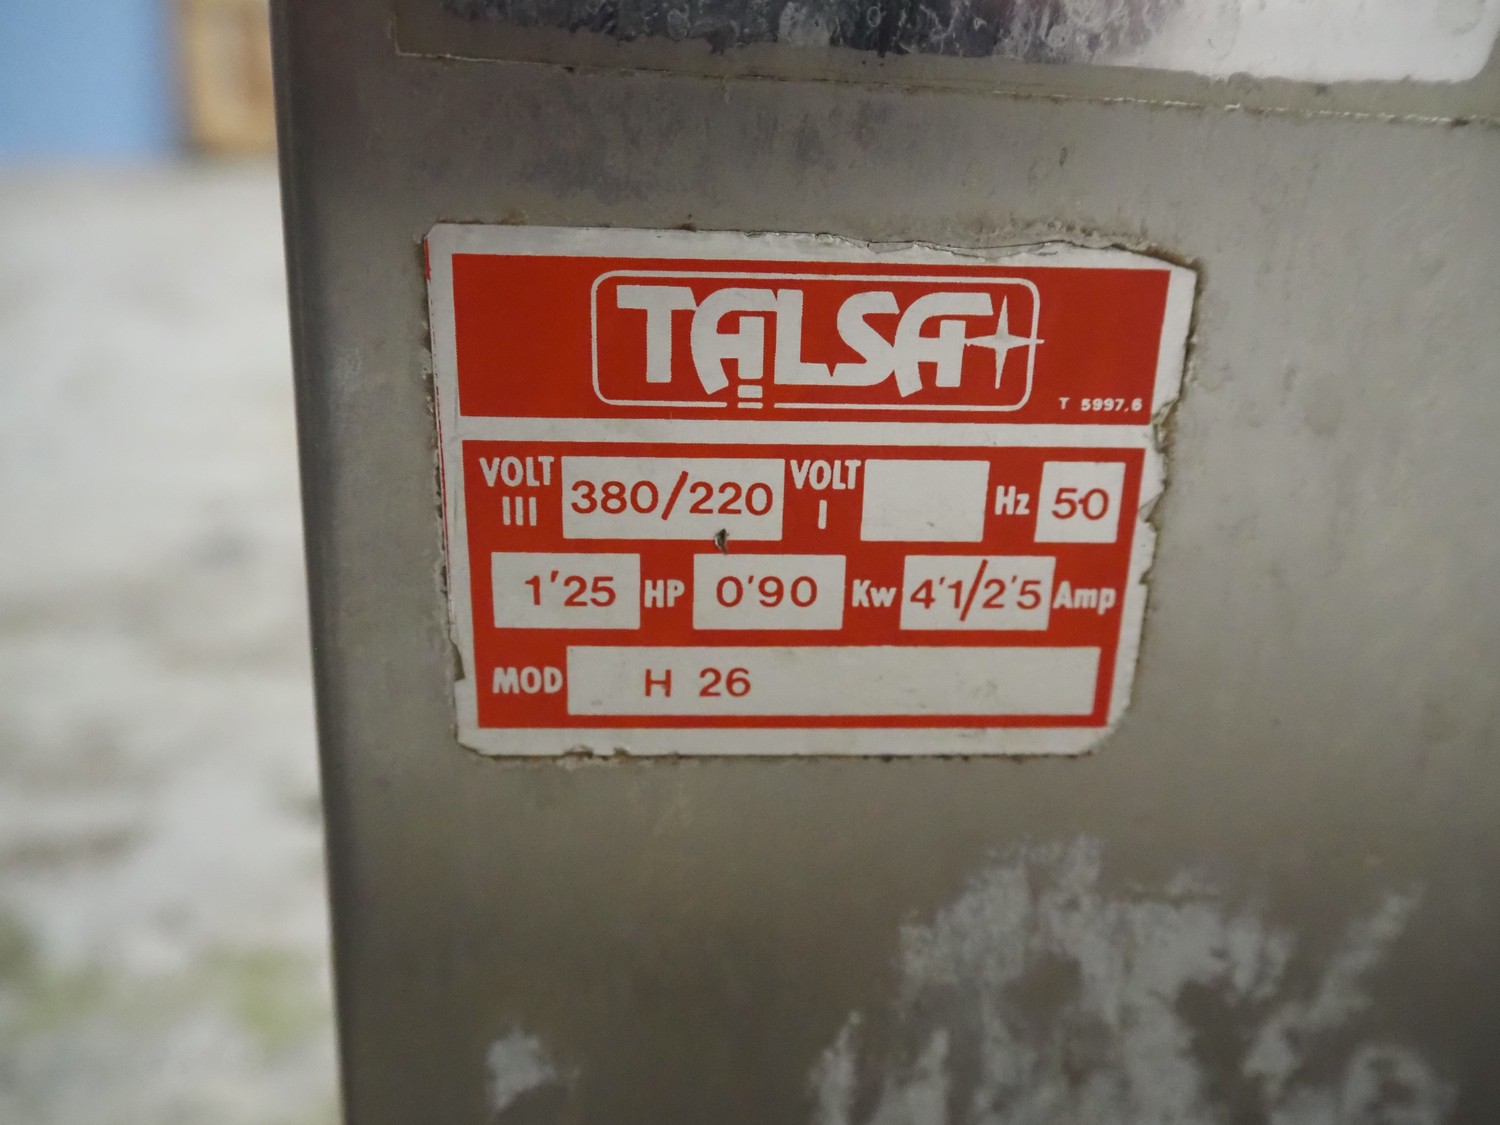 TALSA
T 5997,6
VOLT III 380/220 VOLT I Hz 50
1'25 HP 0'90 Kw 4'1/2'5 Amp
MOD H 26